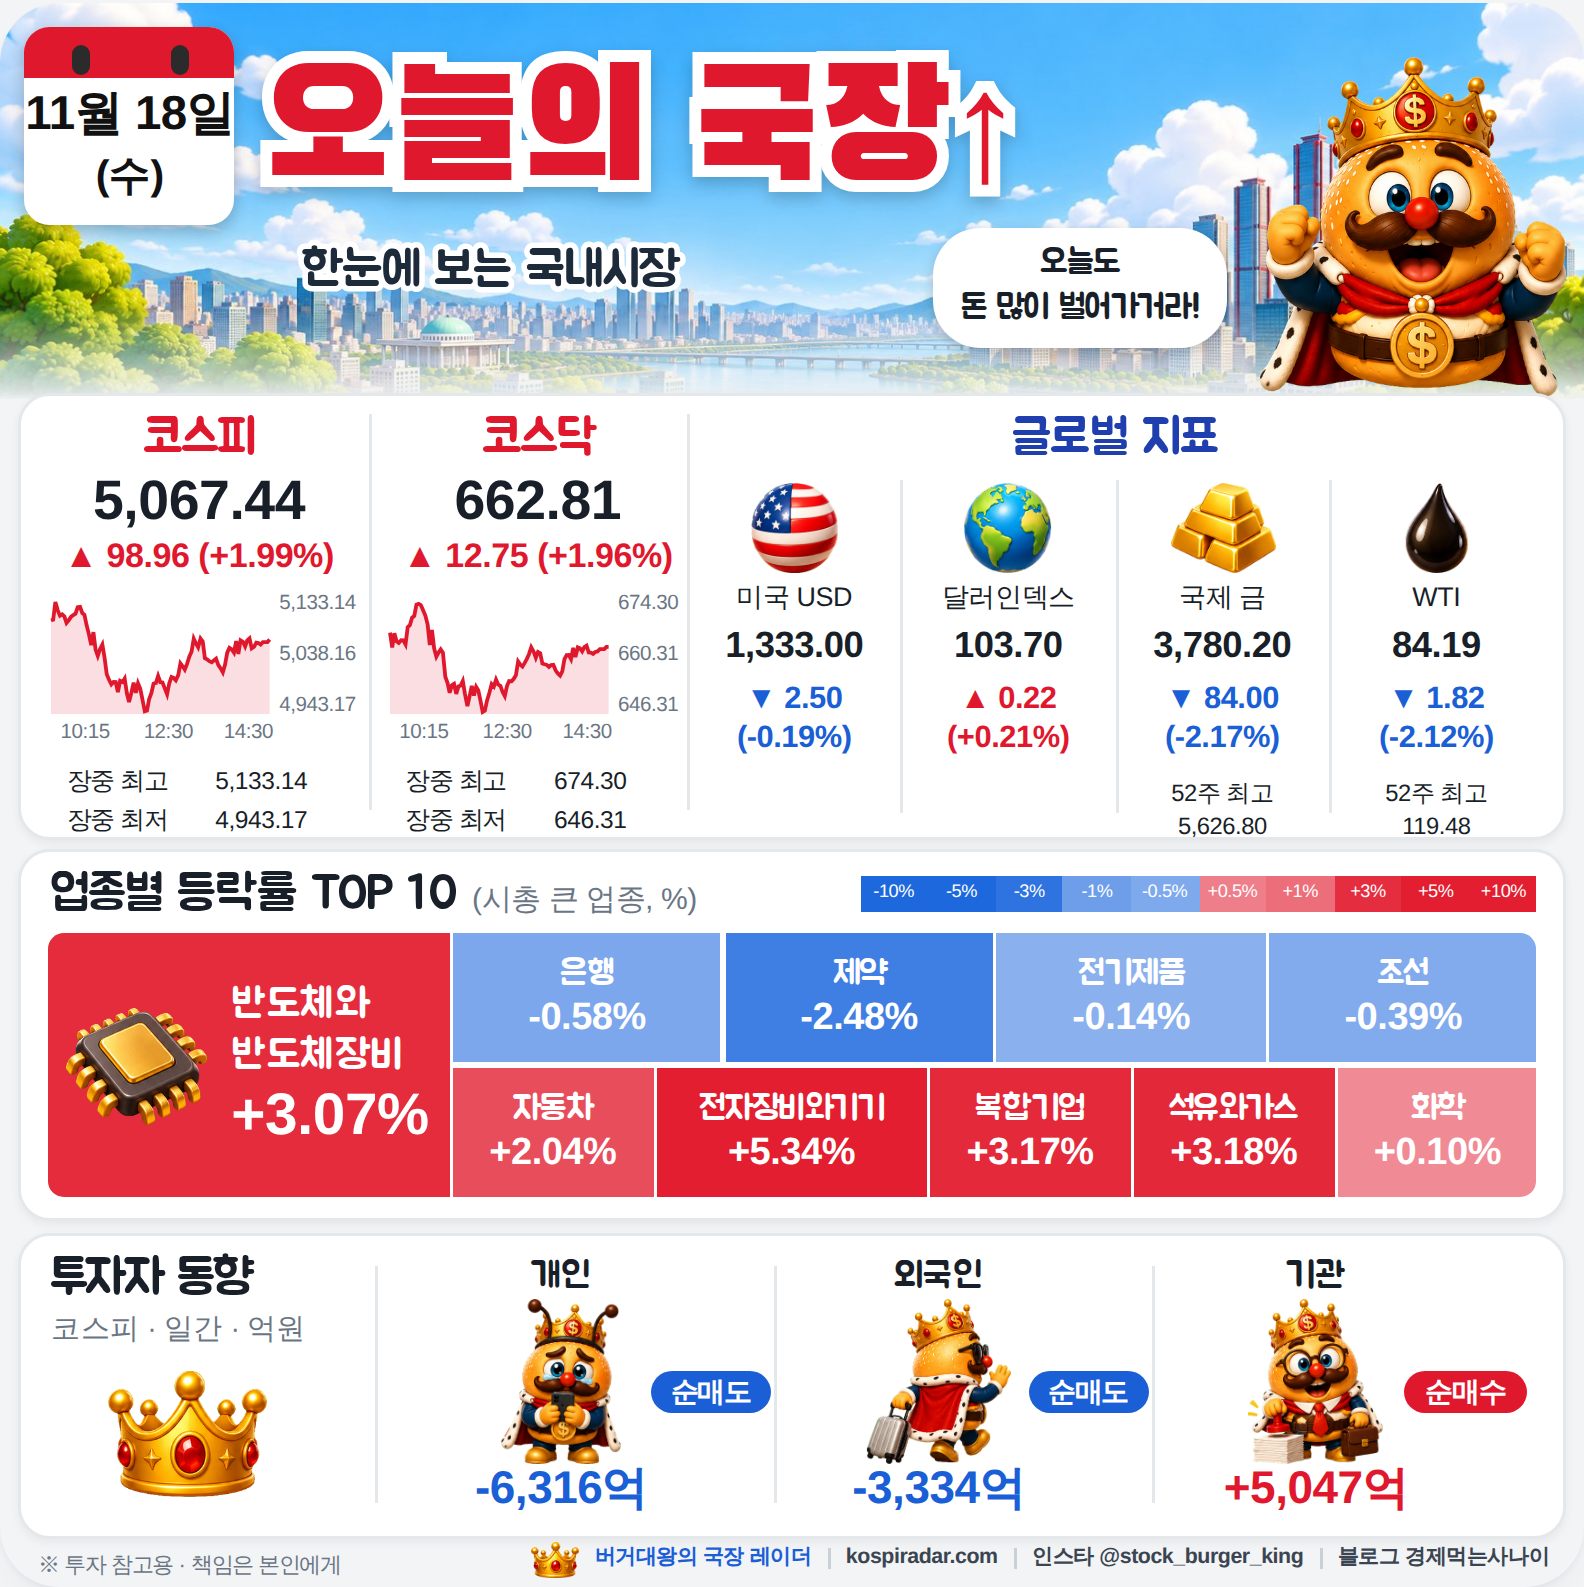 11월 18일
(수)
오늘의 국장↑
한눈에 보는 국내시장
오늘도
돈 많이 벌어가거라!
코스피
5,067.44
▲ 98.96 (+1.99%)
5,133.14
5,038.16
4,943.17
10:15 12:30 14:30
장중 최고 5,133.14
장중 최저 4,943.17
코스닥
662.81
▲ 12.75 (+1.96%)
674.30
660.31
646.31
10:15 12:30 14:30
장중 최고 674.30
장중 최저 646.31
글로벌 지표
미국 USD
1,333.00
▼ 2.50
(-0.19%)
달러인덱스
103.70
▲ 0.22
(+0.21%)
국제 금
3,780.20
▼ 84.00
(-2.17%)
52주 최고
5,626.80
WTI
84.19
▼ 1.82
(-2.12%)
52주 최고
119.48
업종별 등락률 TOP 10 (시총 큰 업종, %)
-10% -5% -3% -1% -0.5% +0.5% +1% +3% +5% +10%
반도체와
반도체장비
+3.07%
은행
-0.58%
제약
-2.48%
전기제품
-0.14%
조선
-0.39%
자동차
+2.04%
전자장비와기기
+5.34%
복합기업
+3.17%
석유와가스
+3.18%
화학
+0.10%
투자자 동향
코스피 · 일간 · 억원
개인
순매도
-6,316억
외국인
순매도
-3,334억
기관
순매수
+5,047억
※ 투자 참고용 · 책임은 본인에게
버거대왕의 국장 레이더 | kospiradar.com | 인스타 @stock_burger_king | 블로그 경제먹는사나이